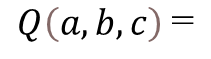 Q(a,b,c) =